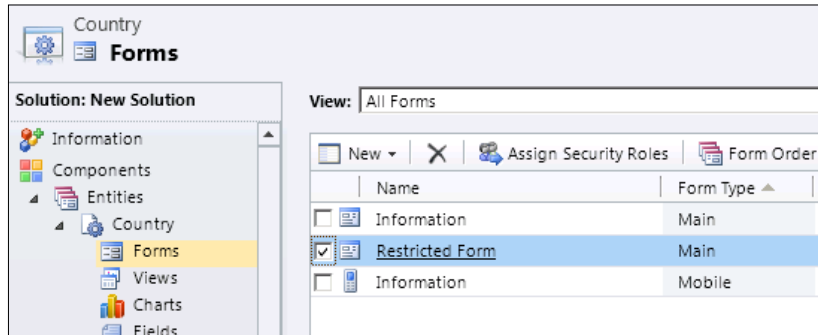 Country
Forms
Solution: New Solution
Information
Components
Entities
Country
Forms
Views
Charts
Fields
View: All Forms
New Assign Security Roles Form Order
Name Form Type
Information Main
Restricted Form Main
Information Mobile